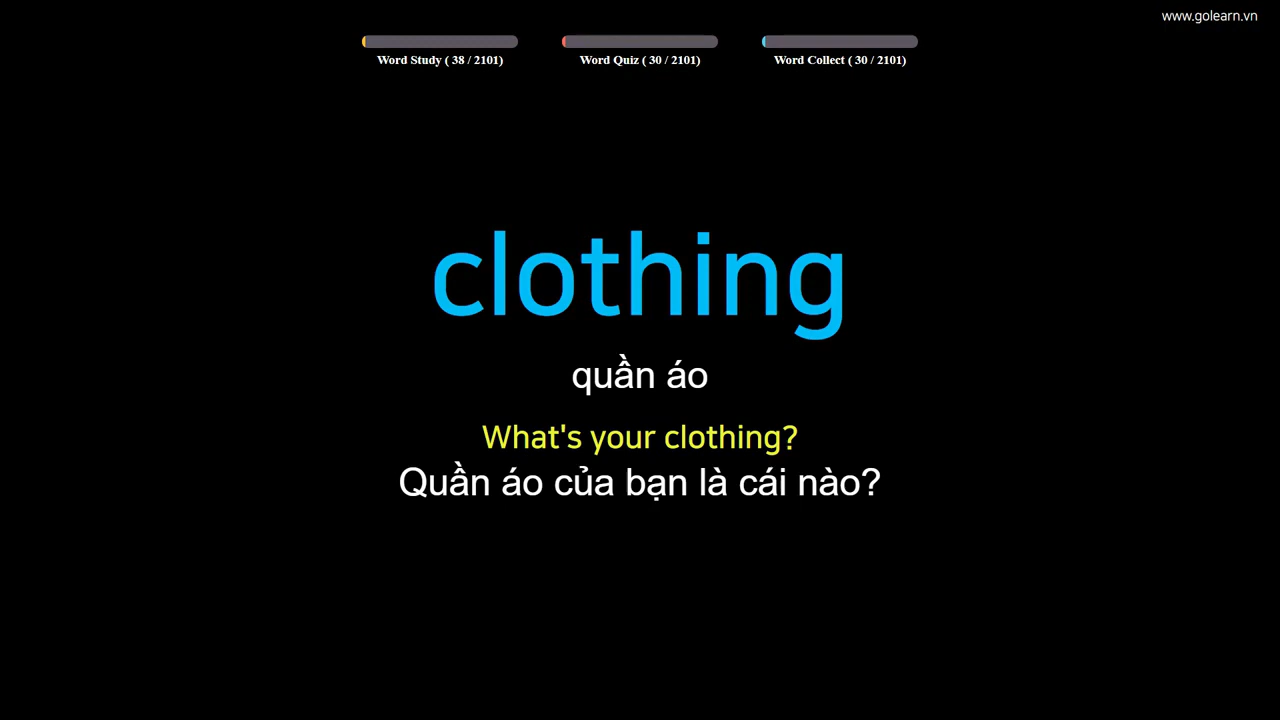 www.golearn.vn
Word Study ( 38 / 2101) Word Quiz ( 30 / 2101) Word Collect ( 30 / 2101)
clothing
quần áo
What's your clothing?
Quần áo của bạn là cái nào?